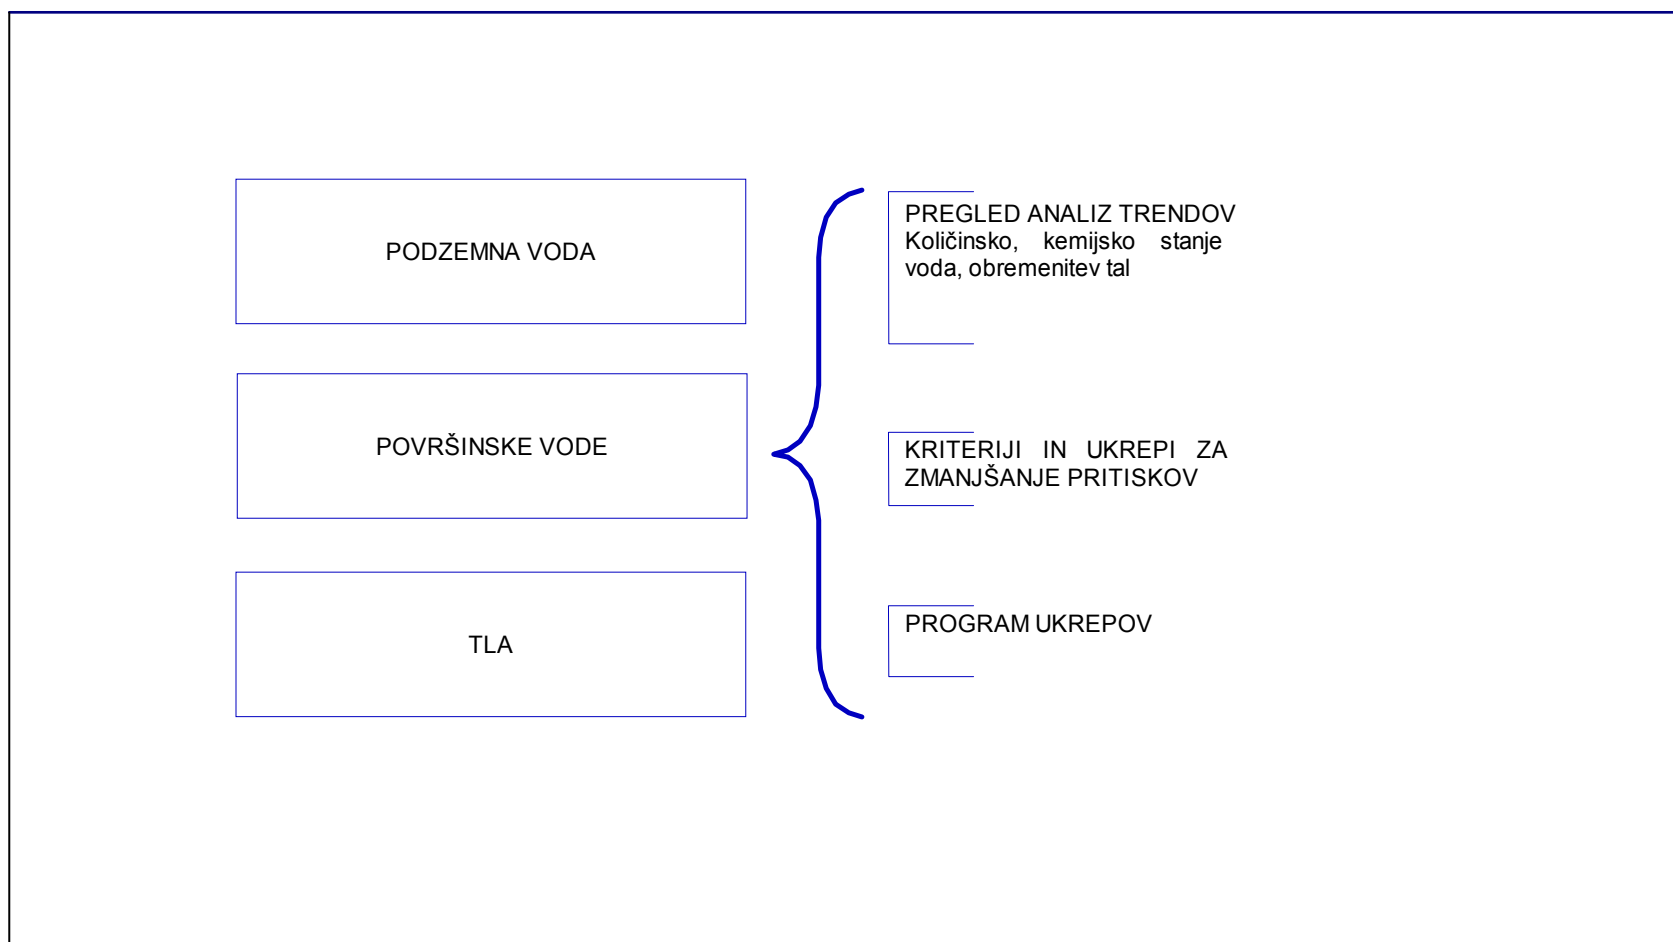 PODZEMNA VODA
POVRŠINSKE VODE
TLA
PREGLED ANALIZ TRENDOV
Količinsko, kemijsko stanje
voda, obremenitev tal
KRITERIJI IN UKREPI ZA
ZMANJŠANJE PRITISKOV
PROGRAM UKREPOV